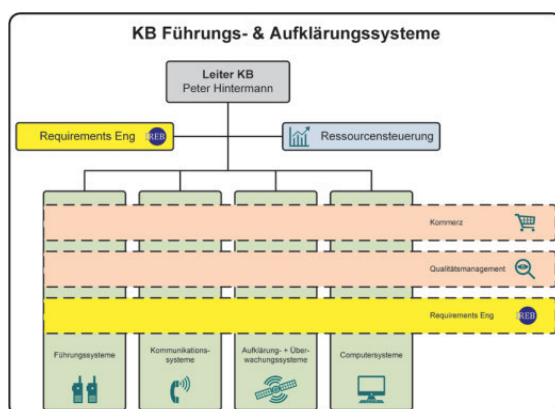 KB Führungs- & Aufklärungssysteme
Leiter KB
Peter Hintermann
Requirements Eng
IREB
Ressourcensteuerung
Kommerz
Qualitätsmanagement
Requirements Eng
IREB
Führungssysteme
Kommunikations-
systeme
Aufklärung- + Über-
wachungssysteme
Computersysteme